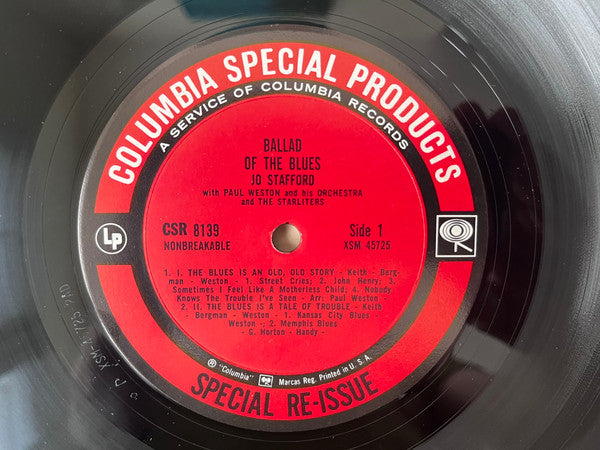 COLUMBIA SPECIAL PRODUCTS
A SERVICE OF COLUMBIA RECORDS
BALLAD
OF THE BLUES
JO STAFFORD
with PAUL WESTON and his ORCHESTRA
and THE STARLITERS
CSR 8139
NONBREAKABLE
Side 1
XSM 45725
Lp
1. I. THE BLUES IS AN OLD, OLD STORY - Keith - Berg-
man - Weston - 1. Street Cries; 2. John Henry; 3.
Sometimes I Feel Like A Motherless Child; 4. Nobody
Knows The Trouble I've Seen - Arr: Paul Weston -
2. II. THE BLUES IS A TALE OF TROUBLE - Keith
- Bergman - Weston - 1. Kansas City Blues -
Weston -; 2. Memphis Blues
- G. Norton - Handy -
® "Columbia" Marcas Reg. Printed in U. S. A.
SPECIAL RE-ISSUE